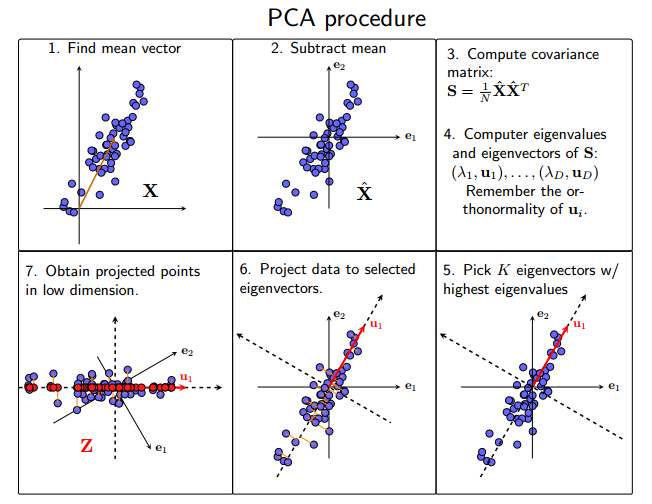 PCA procedure
1. Find mean vector
X
2. Subtract mean
e₂
e₁
X̂
3. Compute covariance
matrix:
S = 1/N X̂X̂ᵀ
4. Computer eigenvalues
and eigenvectors of S:
(λ₁, u₁), . . . , (λ_D, u_D)
Remember the or-
thonormality of uᵢ.
7. Obtain projected points
in low dimension.
e₂
u₁
e₁
Z
6. Project data to selected
eigenvectors.
e₂
u₁
e₁
5. Pick K eigenvectors w/
highest eigenvalues
e₂
u₁
e₁